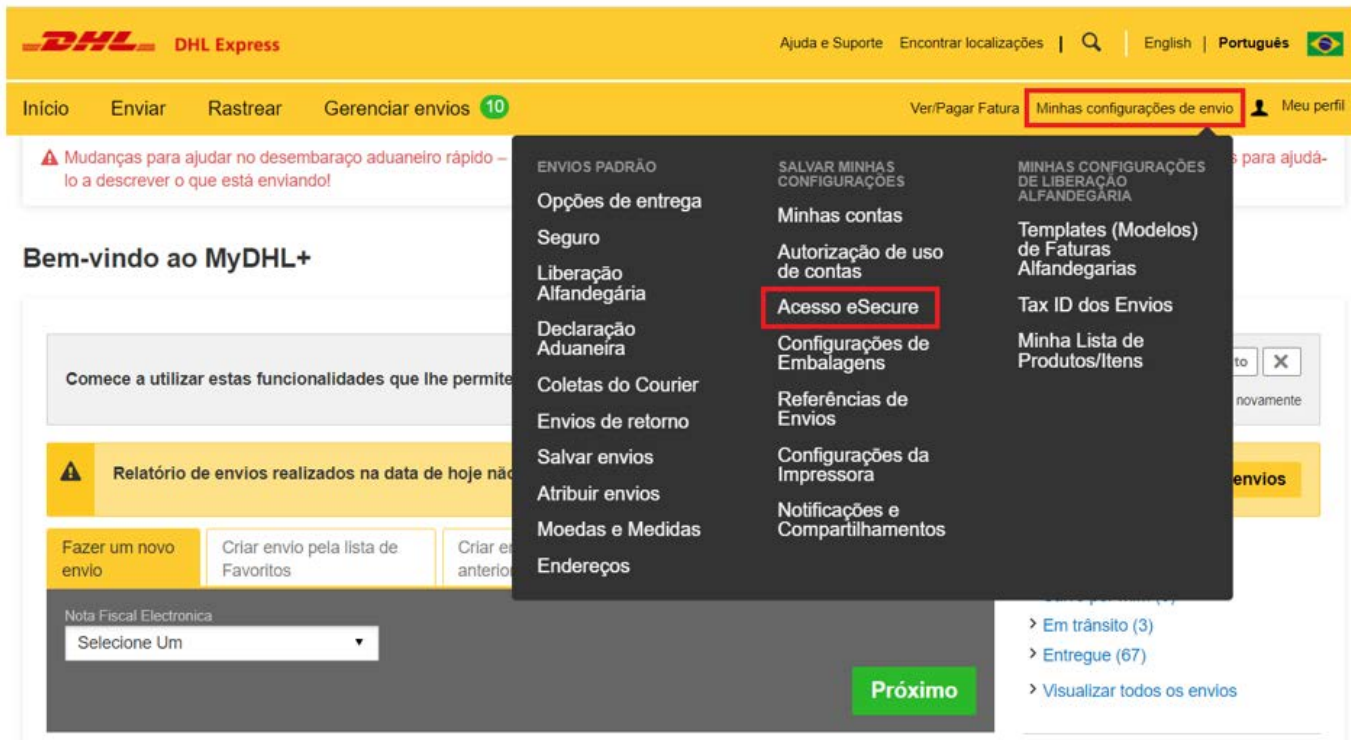 DHL DHL Express
Ajuda e Suporte Encontrar localizações | English | Português
Início Enviar Rastrear Gerenciar envios 10
Ver/Pagar Fatura Minhas configurações de envio Meu perfil
Mudanças para ajudar no desembaraço aduaneiro rápido –
s para ajudá-
lo a descrever o que está enviando!
ENVIOS PADRÃO
Opções de entrega
Seguro
Liberação
Alfandegária
Declaração
Aduaneira
Coletas do Courier
Envios de retorno
Salvar envios
Atribuir envios
Moedas e Medidas
Endereços
SALVAR MINHAS
CONFIGURAÇÕES
Minhas contas
Autorização de uso
de contas
Acesso eSecure
Configurações de
Embalagens
Referências de
Envios
Configurações da
Impressora
Notificações e
Compartilhamentos
MINHAS CONFIGURAÇÕES
DE LIBERAÇÃO
ALFANDEGÁRIA
Templates (Modelos)
de Faturas
Alfandegarias
Tax ID dos Envios
Minha Lista de
Produtos/Itens
Bem-vindo ao MyDHL+
Comece a utilizar estas funcionalidades que lhe permite
to
novamente
Relatório de envios realizados na data de hoje não
envios
Fazer um novo
envio
Criar envio pela lista de
Favoritos
Criar en
anterior
Nota Fiscal Electronica
Selecione Um
Próximo
Em trânsito (3)
Entregue (67)
Visualizar todos os envios